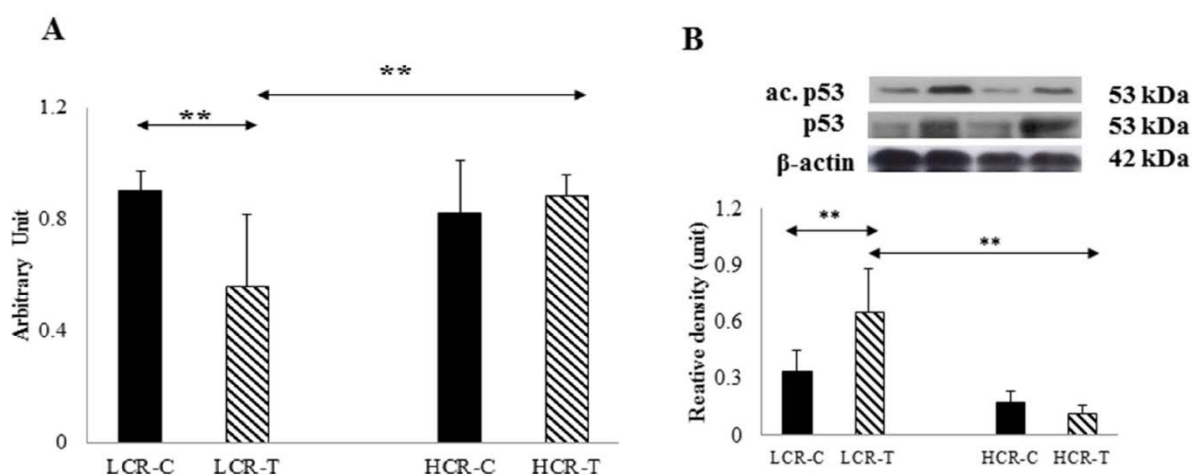 A
**
**
1.2
0.8
0.4
0
Arbitrary Unit
LCR-C LCR-T HCR-C HCR-T
B
ac. p53 53 kDa
p53 53 kDa
β-actin 42 kDa
**
**
1.2
0.9
0.6
0.3
0
Reative density (unit)
LCR-C LCR-T HCR-C HCR-T